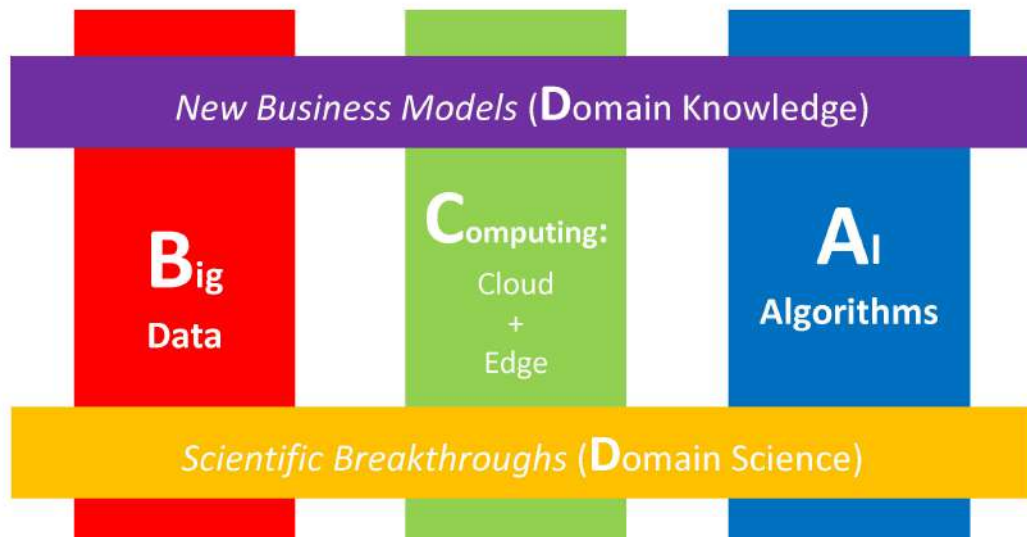 New Business Models (Domain Knowledge)
Big
Data
Computing:
Cloud
+
Edge
AI
Algorithms
Scientific Breakthroughs (Domain Science)